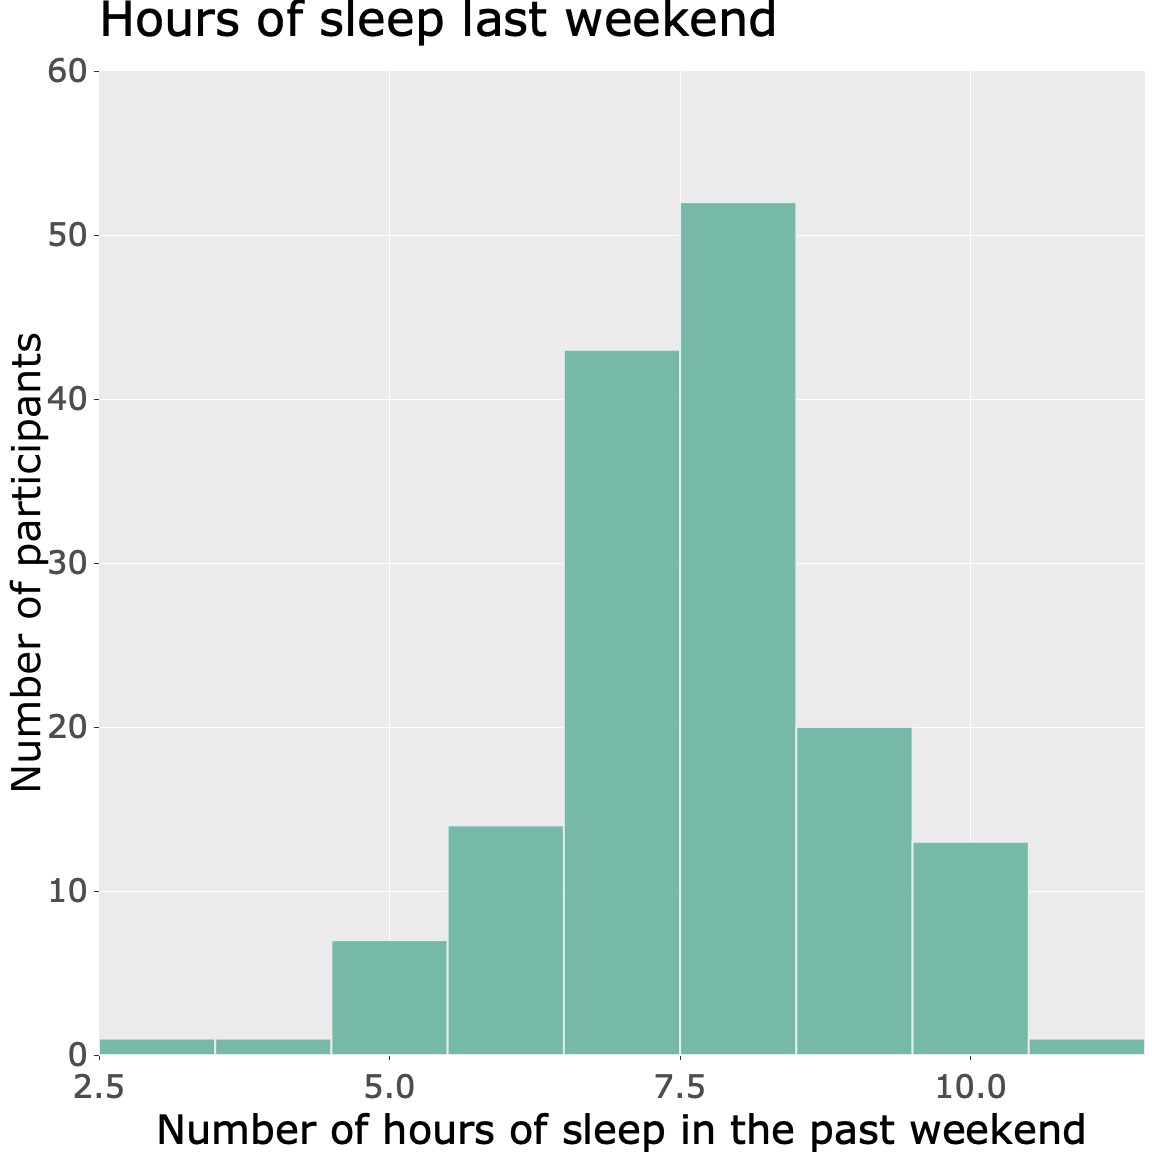 Hours of sleep last weekend
60
50
40
30
20
10
0
2.5 5.0 7.5 10.0
Number of participants
Number of hours of sleep in the past weekend